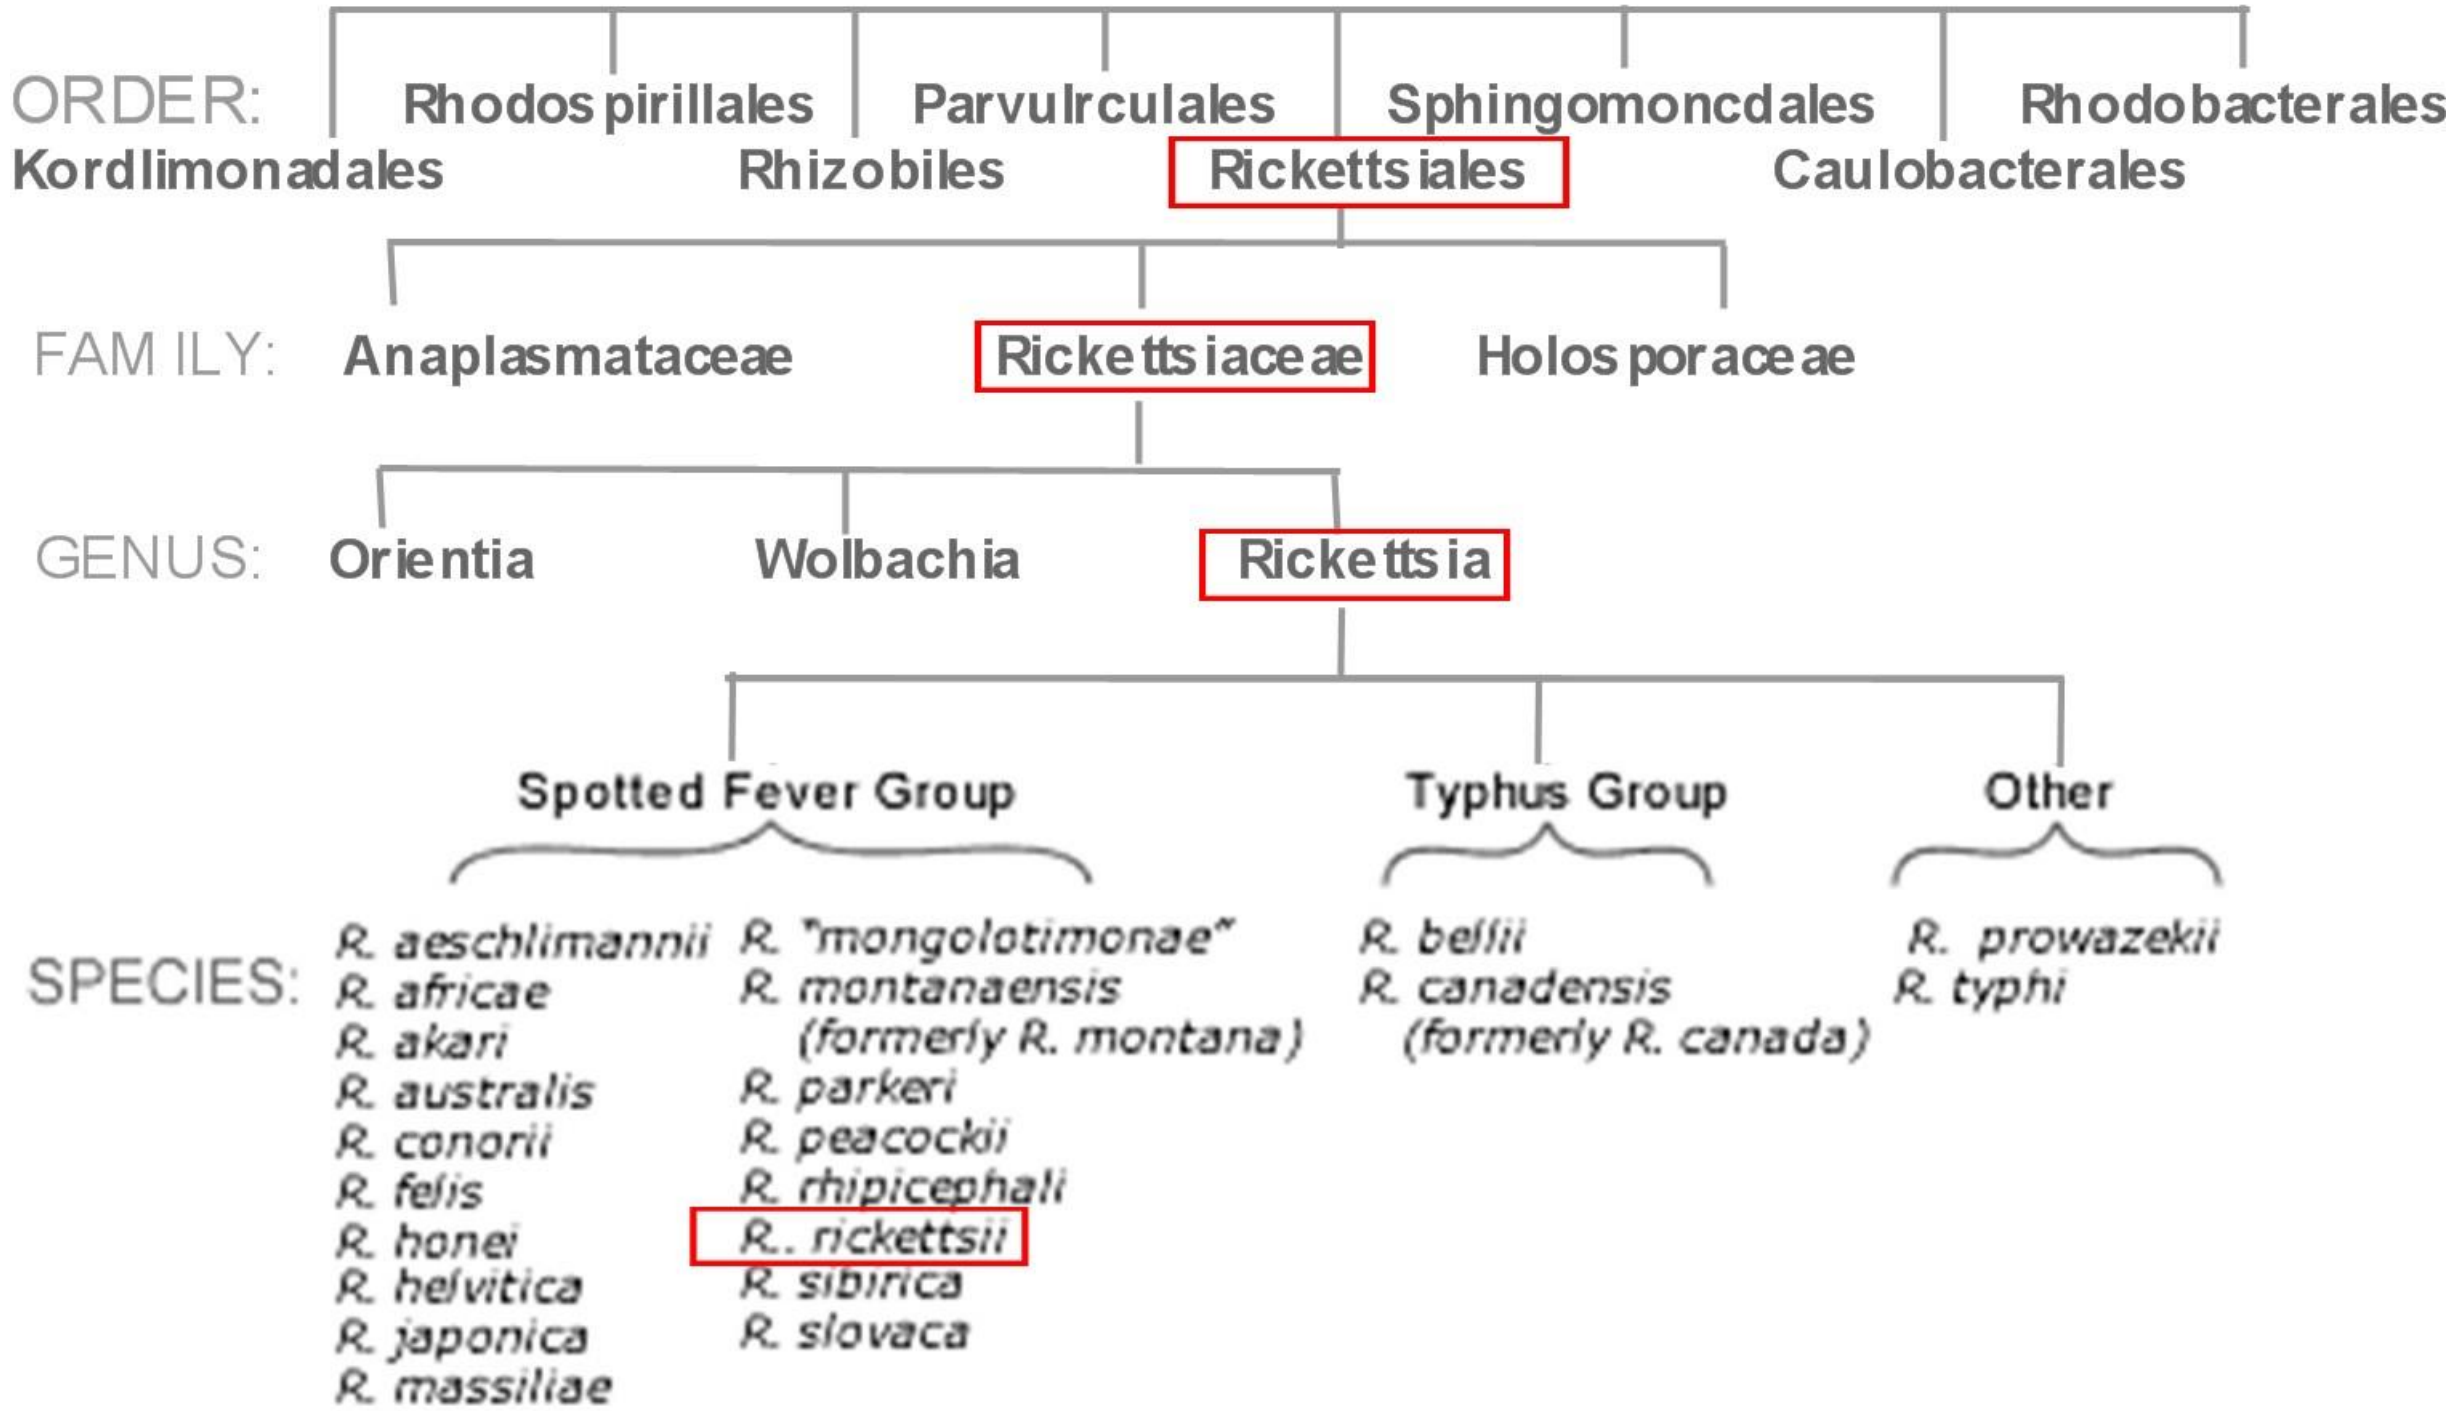 ORDER:
Rhodospirillales Parvulrculales Sphingomoncdales Rhodobacterales
Kordlimonadales Rhizobiles Rickettsiales Caulobacterales
FAMILY: Anaplasmataceae Rickettsiaceae Holosporaceae
GENUS: Orientia Wolbachia Rickettsia
Spotted Fever Group Typhus Group Other
SPECIES:
R. aeschlimannii
R. africae
R. akari
R. australis
R. conorii
R. felis
R. honei
R. helvitica
R. japonica
R. massiliae
R. "mongolotimonae"
R. montanaensis
(formerly R. montana)
R. parkeri
R. peacockii
R. rhipicephali
R.. rickettsii
R. sibirica
R. slovaca
R. bellii
R. canadensis
(formerly R. canada)
R. prowazekii
R. typhi